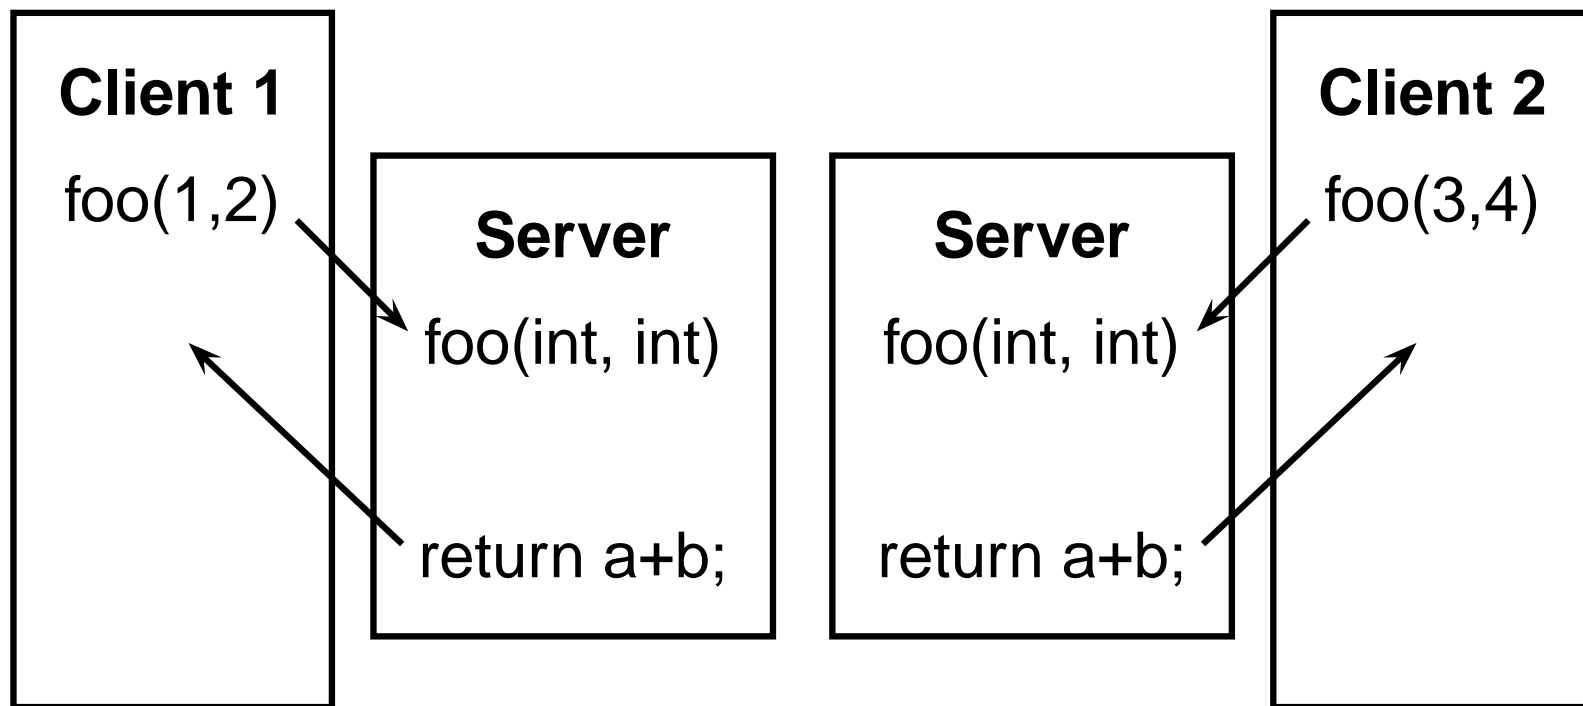 Client 1
foo(1,2)
Server
foo(int, int)
return a+b;
Server
foo(int, int)
return a+b;
Client 2
foo(3,4)